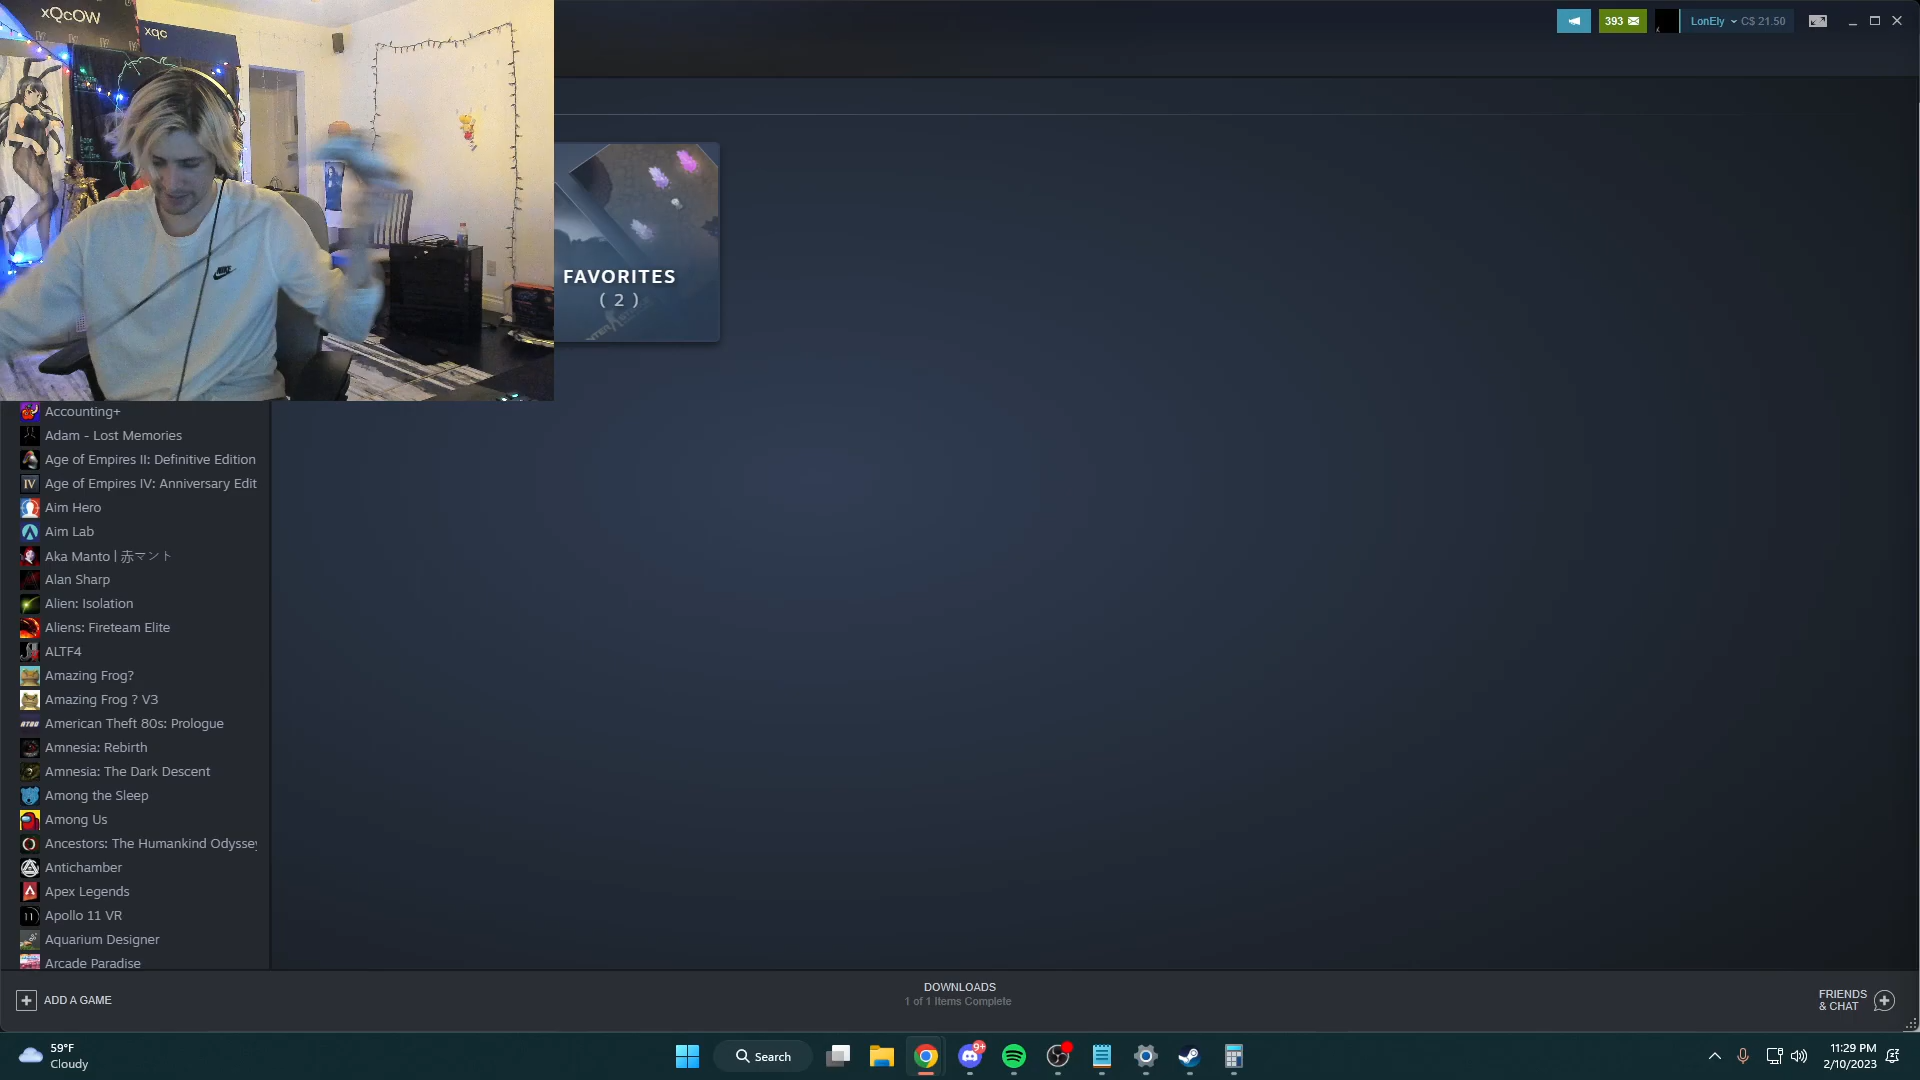 xQcOW
xqc
393
LonEly
C$ 21.50
FAVORITES
( 2 )
Accounting+
Adam - Lost Memories
Age of Empires II: Definitive Edition
Age of Empires IV: Anniversary Edit
Aim Hero
Aim Lab
Aka Manto | 赤マント
Alan Sharp
Alien: Isolation
Aliens: Fireteam Elite
ALTF4
Amazing Frog?
Amazing Frog ? V3
American Theft 80s: Prologue
Amnesia: Rebirth
Amnesia: The Dark Descent
Among the Sleep
Among Us
Ancestors: The Humankind Odyssey
Antichamber
Apex Legends
Apollo 11 VR
Aquarium Designer
Arcade Paradise
ADD A GAME
DOWNLOADS
1 of 1 Items Complete
FRIENDS
& CHAT
59°F
Cloudy
Search
9+
11:29 PM
2/10/2023